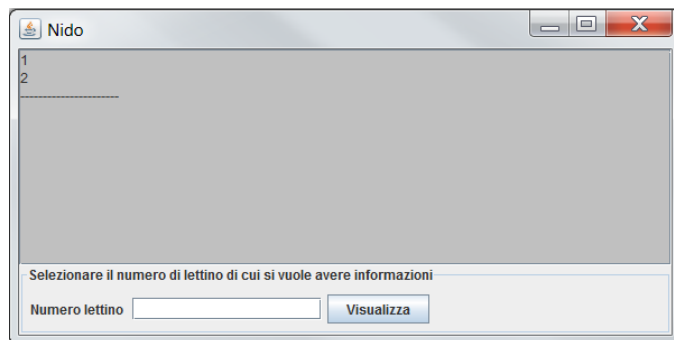 Nido
1
2
----------------------
Selezionare il numero di lettino di cui si vuole avere informazioni
Numero lettino Visualizza